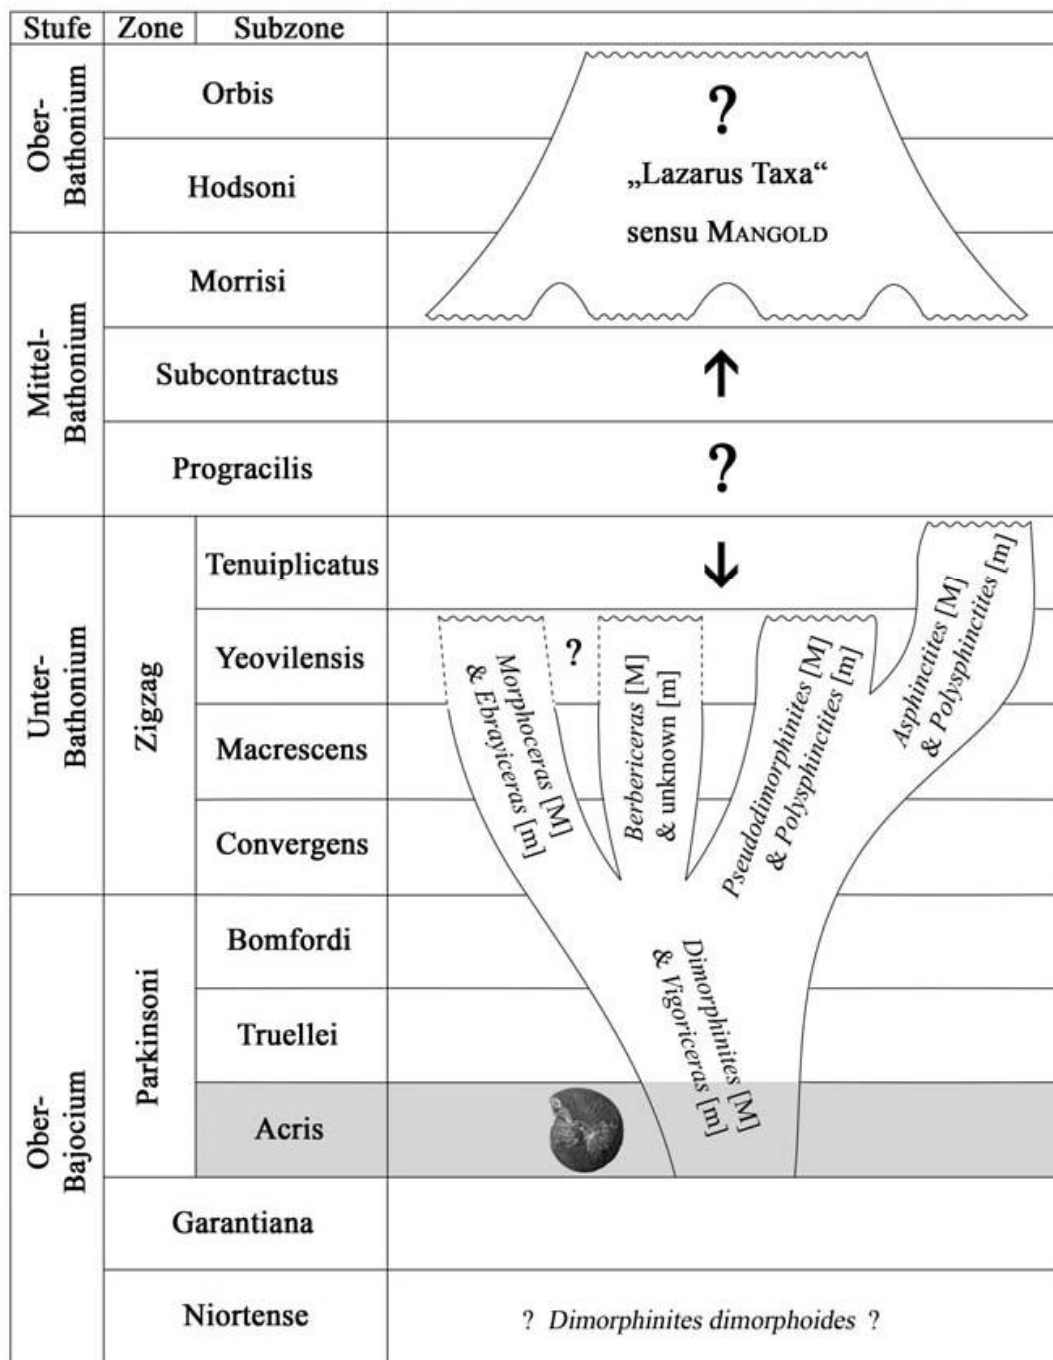 Stufe Zone Subzone
Ober-
Bathonium
Orbis
?
Hodsoni
„Lazarus Taxa“
sensu MANGOLD
Mittel-
Bathonium
Morrisi
Subcontractus
↑
Progracilis
?
Unter-
Bathonium
Zigzag
Tenuiplicatus
↓
Yeovilensis
?
Macrescens
Convergens
Morphoceras [M]
& Ebrayiceras [m]
Berbericeras [M]
& unknown [m]
Pseudodimorphinites [M]
& Polysphinctites [m]
Asphinctites [M]
& Polysphinctites [m]
Ober-
Bajocium
Parkinsoni
Bomfordi
Truellei
Acris
Dimorphinites [M]
& Vigoriceras [m]
Garantiana
Niortense
? Dimorphinites dimorphoides ?